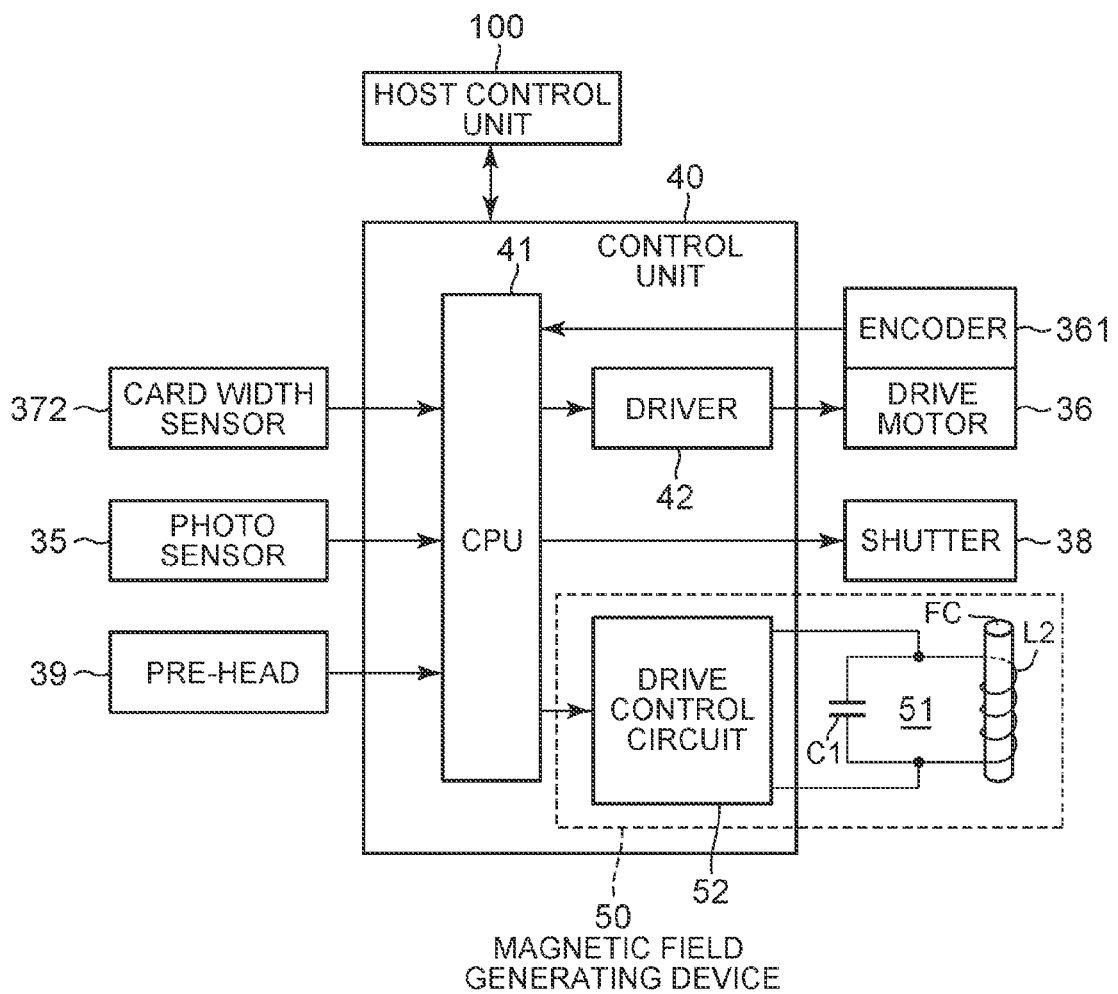 100
HOST CONTROL
UNIT
40
CONTROL
UNIT
41
ENCODER
361
372
CARD WIDTH
SENSOR
DRIVER
DRIVE
MOTOR
36
42
35
PHOTO
SENSOR
CPU
SHUTTER
38
FC
L2
39
PRE-HEAD
DRIVE
CONTROL
CIRCUIT
C1
51
52
50
MAGNETIC FIELD
GENERATING DEVICE